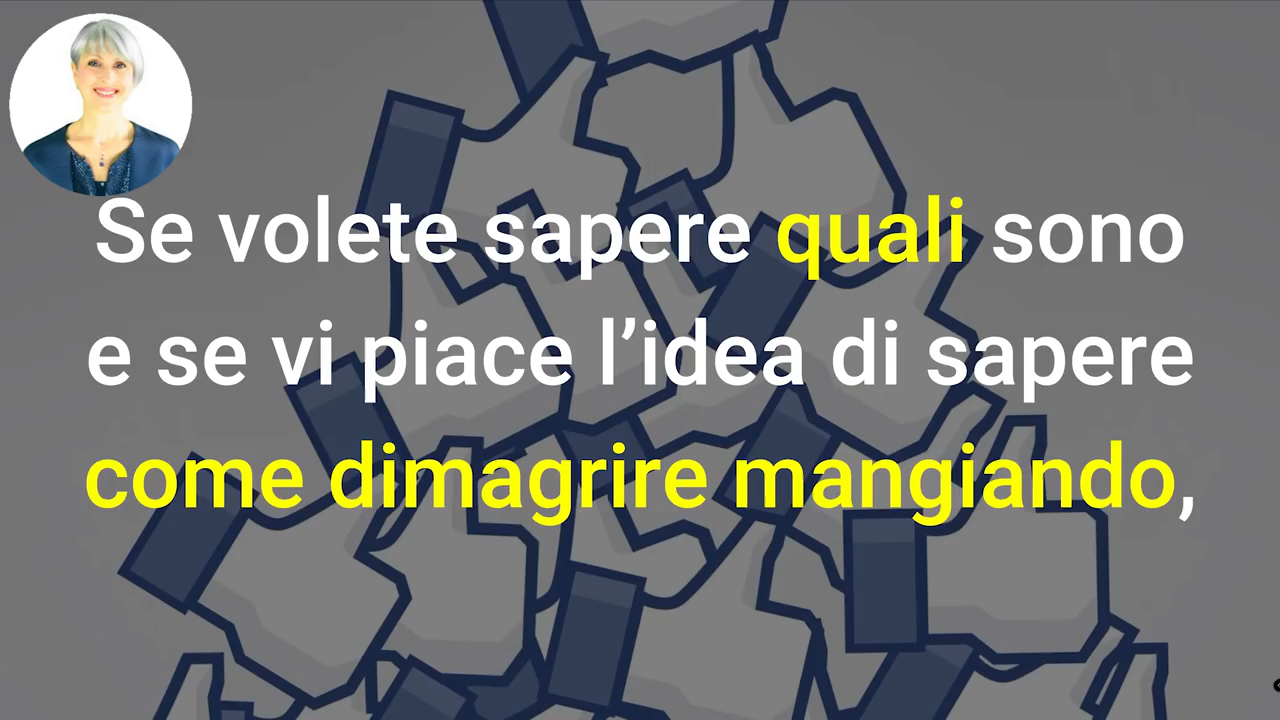 Se volete sapere quali sono
e se vi piace l’idea di sapere
come dimagrire mangiando,